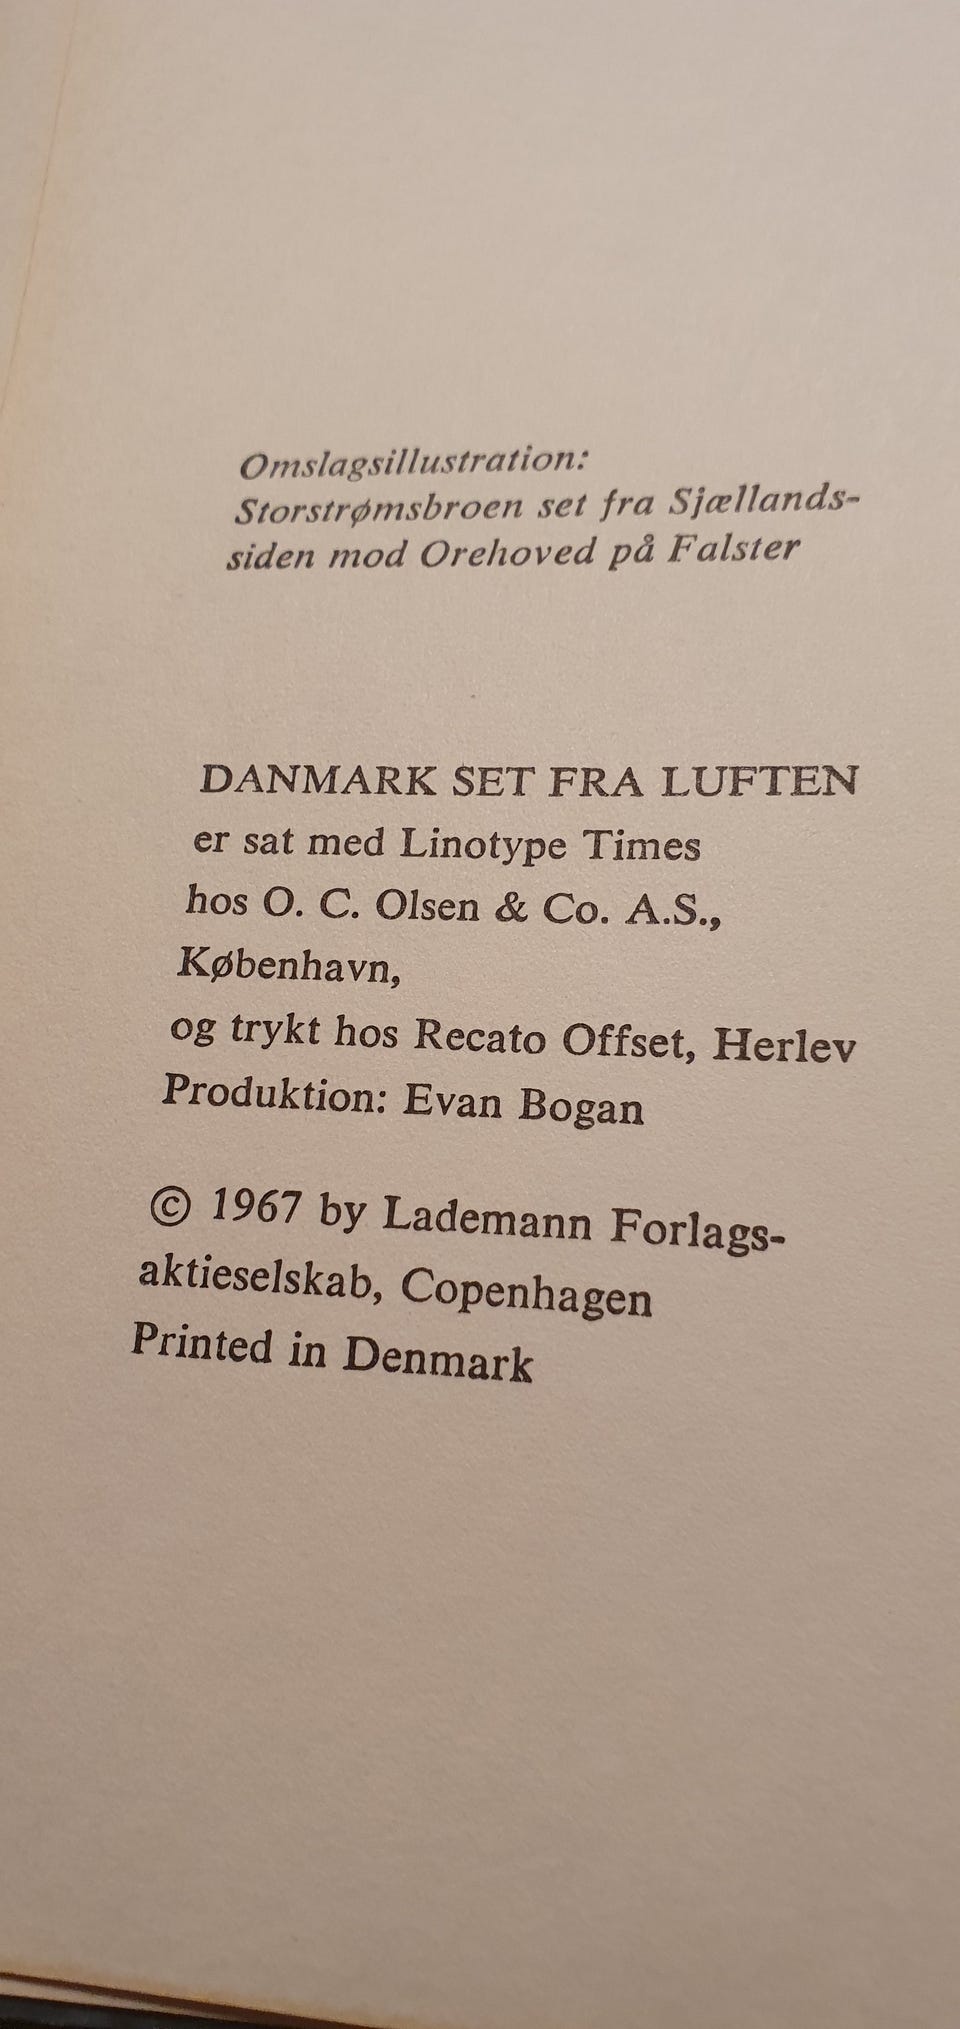 Omslagsillustration:
Storstrømsbroen set fra Sjællands-
siden mod Orehoved på Falster
DANMARK SET FRA LUFTEN
er sat med Linotype Times
hos O. C. Olsen & Co. A.S.,
København,
og trykt hos Recato Offset, Herlev
Produktion: Evan Bogan
© 1967 by Lademann Forlags-
aktieselskab, Copenhagen
Printed in Denmark